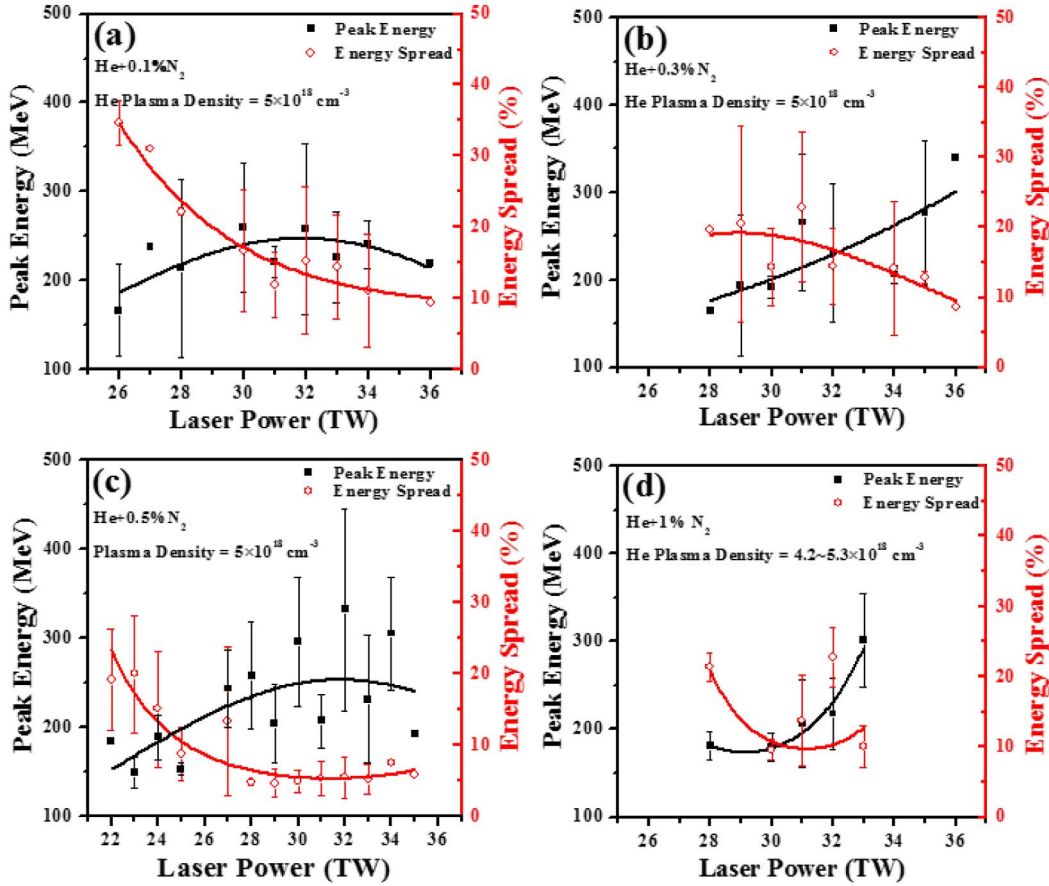 (a)
Peak Energy
Energy Spread
He+0.1%N2
He Plasma Density = 5×10^18 cm^-3
Peak Energy (MeV)
500
400
300
200
100
Energy Spread (%)
50
40
30
20
10
0
26 28 30 32 34 36
Laser Power (TW)
(b)
Peak Energy
Energy Spread
He+0.3%N2
He Plasma Density = 5×10^18 cm^-3
Peak Energy (MeV)
500
400
300
200
100
Energy Spread (%)
50
40
30
20
10
0
26 28 30 32 34 36
Laser Power (TW)
(c)
Peak Energy
Energy Spread
He+0.5%N2
Plasma Density = 5×10^18 cm^-3
Peak Energy (MeV)
500
400
300
200
100
Energy Spread (%)
50
40
30
20
10
0
22 24 26 28 30 32 34 36
Laser Power (TW)
(d)
Peak Energy
Energy Spread
He+1% N2
He Plasma Density = 4.2~5.3×10^18 cm^-3
Peak Energy (MeV)
500
400
300
200
100
Energy Spread (%)
50
40
30
20
10
0
26 28 30 32 34 36
Laser Power (TW)